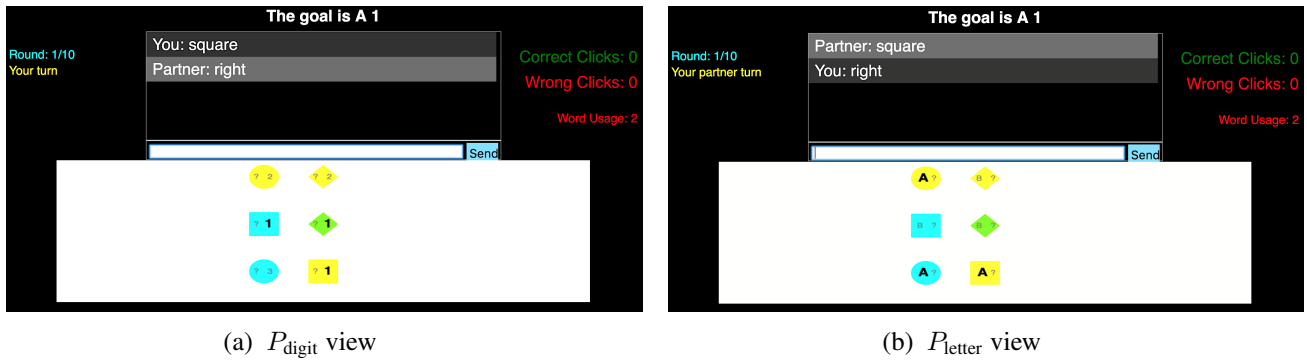 The goal is A 1
Round: 1/10
Your turn
You: square
Partner: right
Correct Clicks: 0
Wrong Clicks: 0
Word Usage: 2
Send
? 2 ? 2
? 1 ? 1
? 3 ? 1
(a) P_digit view
The goal is A 1
Round: 1/10
Your partner turn
Partner: square
You: right
Correct Clicks: 0
Wrong Clicks: 0
Word Usage: 2
Send
A ? B ?
B ? B ?
A ? A ?
(b) P_letter view